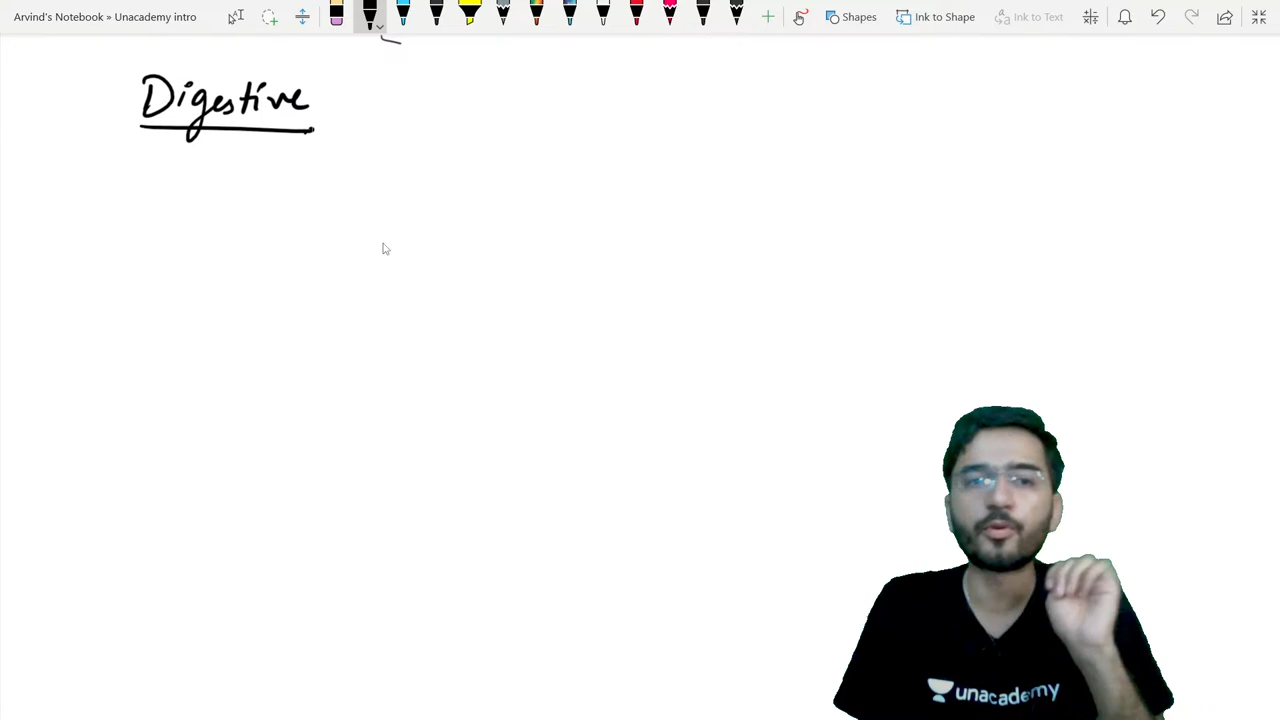 Arvind's Notebook » Unacademy intro
Shapes
Ink to Shape
Ink to Text
Digestive
unacademy